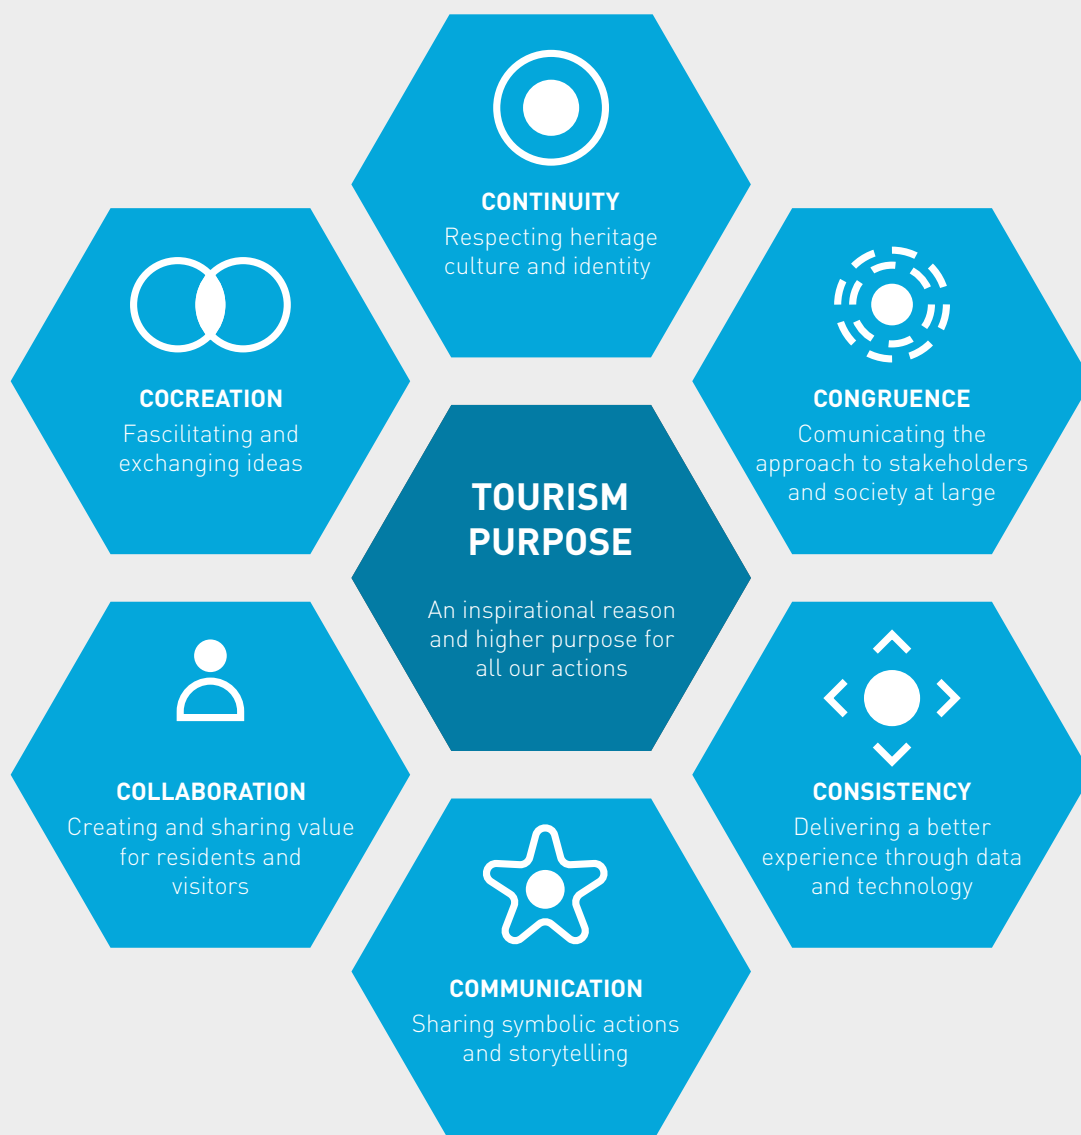 CONTINUITY
Respecting heritage
culture and identity
COCREATION
Fascilitating and
exchanging ideas
CONGRUENCE
Comunicating the
approach to stakeholders
and society at large
TOURISM
PURPOSE
An inspirational reason
and higher purpose for
all our actions
COLLABORATION
Creating and sharing value
for residents and
visitors
CONSISTENCY
Delivering a better
experience through data
and technology
COMMUNICATION
Sharing symbolic actions
and storytelling